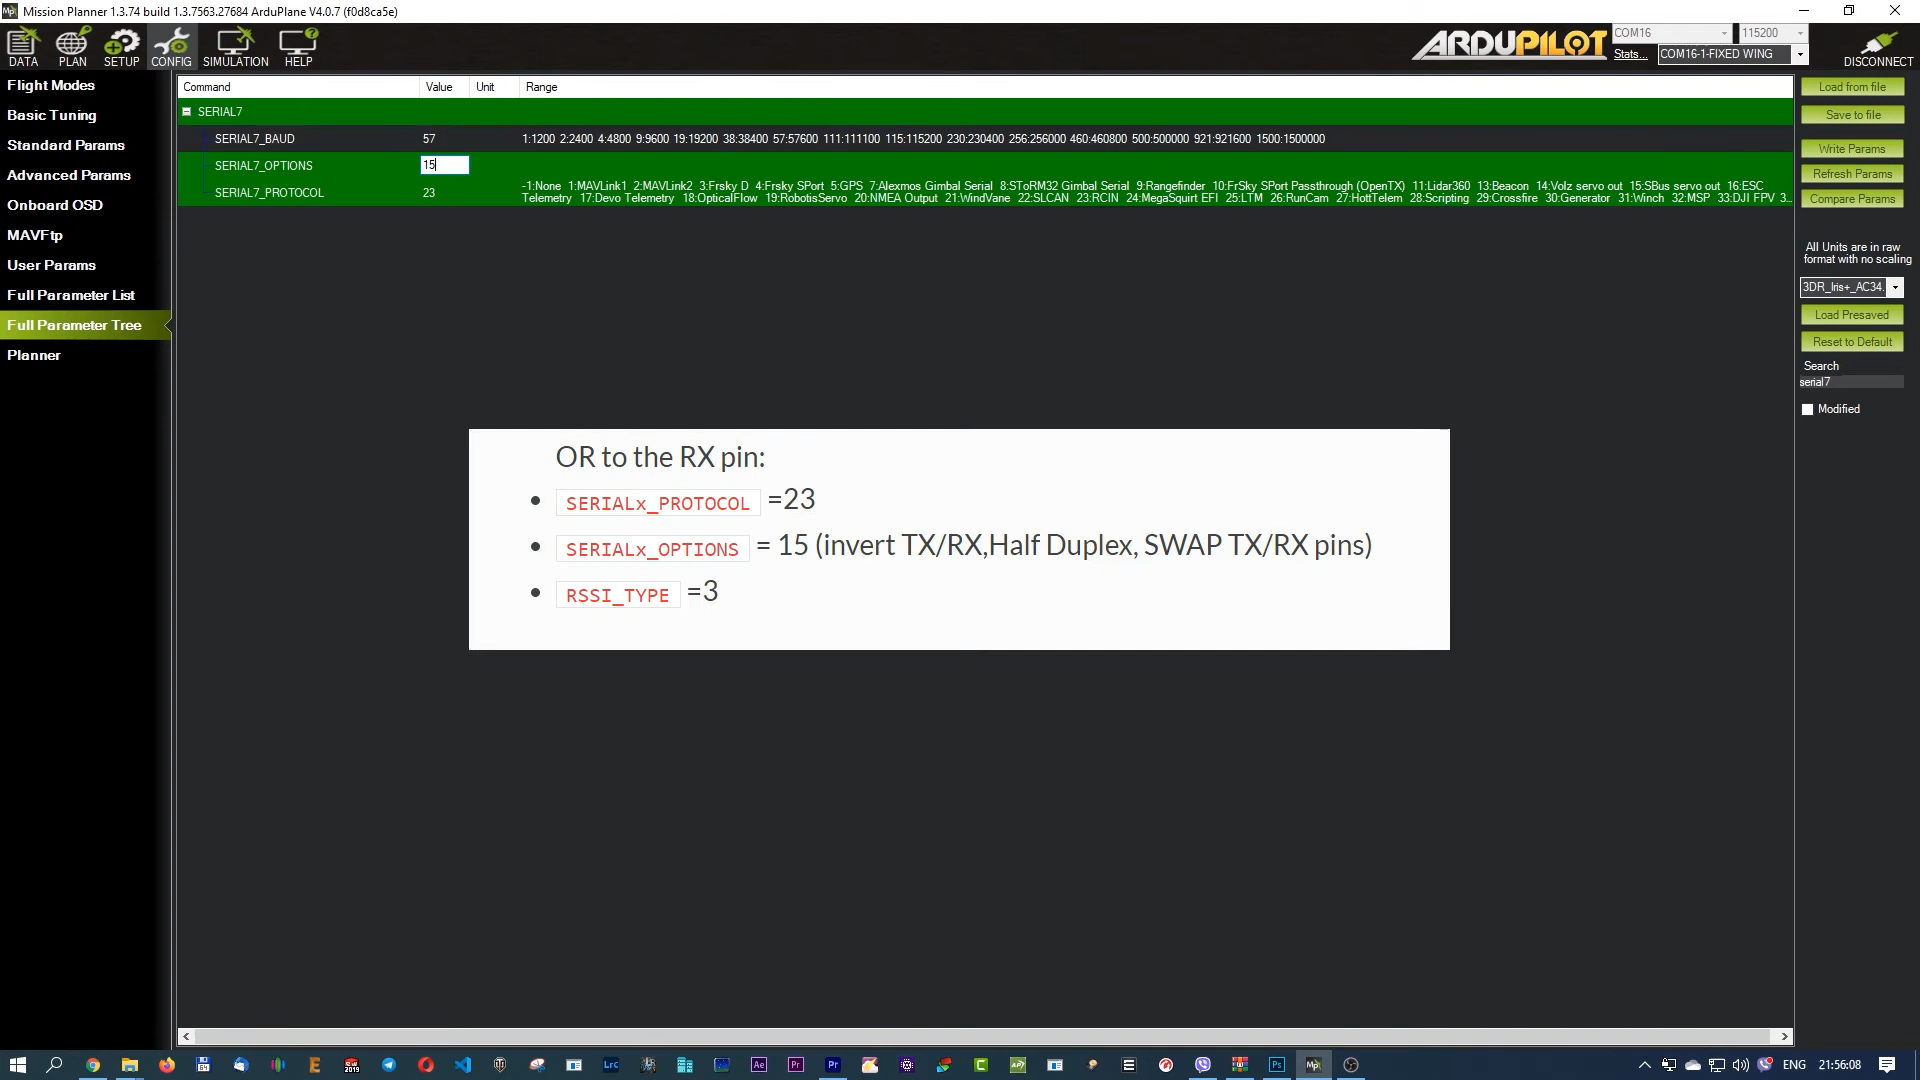 Mission Planner 1.3.74 build 1.3.7563.27684 ArduPlane V4.0.7 (f0d8ca5e)
DATA PLAN SETUP CONFIG SIMULATION HELP
ARDUPILOT
COM16 115200
Stats... COM16-1-FIXED WING
DISCONNECT
Flight Modes
Basic Tuning
Standard Params
Advanced Params
Onboard OSD
MAVFtp
User Params
Full Parameter List
Full Parameter Tree
Planner
Command Value Unit Range
SERIAL7
SERIAL7_BAUD 57 1:1200 2:2400 4:4800 9:9600 19:19200 38:38400 57:57600 111:111100 115:115200 230:230400 256:256000 460:460800 500:500000 921:921600 1500:1500000
SERIAL7_OPTIONS 15
SERIAL7_PROTOCOL 23 -1:None 1:MAVLink1 2:MAVLink2 3:Frsky D 4:Frsky SPort 5:GPS 7:Alexmos Gimbal Serial 8:SToRM32 Gimbal Serial 9:Rangefinder 10:FrSky SPort Passthrough (OpenTX) 11:Lidar360 13:Beacon 14:Volz servo out 15:SBus servo out 16:ESC
Telemetry 17:Devo Telemetry 18:OpticalFlow 19:RobotisServo 20:NMEA Output 21:WindVane 22:SLCAN 23:RCIN 24:MegaSquirt EFI 25:LTM 26:RunCam 27:HottTelem 28:Scripting 29:Crossfire 30:Generator 31:Winch 32:MSP 33:DJI FPV 3...
OR to the RX pin:
SERIALx_PROTOCOL =23
SERIALx_OPTIONS = 15 (invert TX/RX,Half Duplex, SWAP TX/RX pins)
RSSI_TYPE =3
Load from file
Save to file
Write Params
Refresh Params
Compare Params
All Units are in raw
format with no scaling
3DR_Iris+_AC34.
Load Presaved
Reset to Default
Search
serial7
Modified
ENG 21:56:08